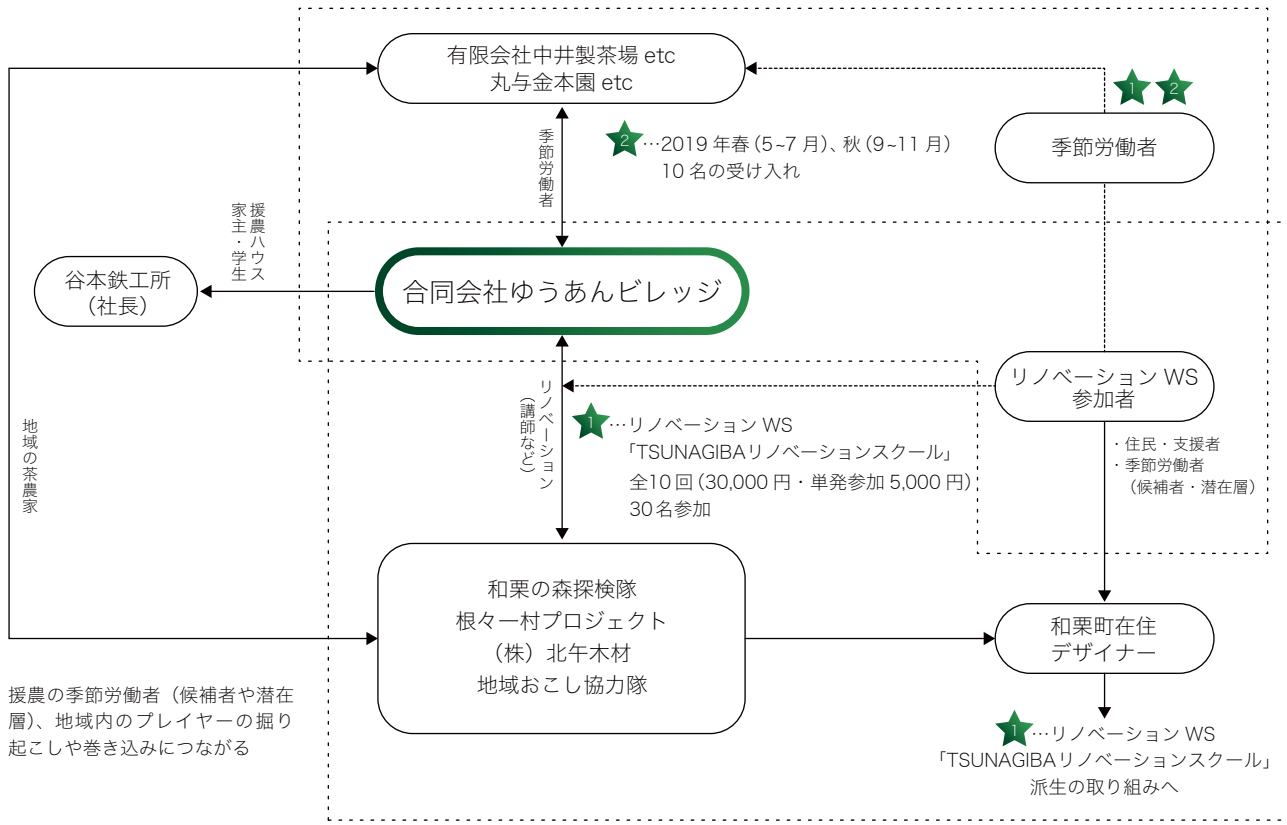 有限会社中井製茶場 etc
丸与金本園 etc
1
2
季節労働者
2
…2019 年春 (5~7 月)、秋 (9~11 月)
10 名の受け入れ
季節労働者
援農ハウス
家主・学生
谷本鉄工所
(社長)
合同会社ゆうあんビレッジ
リノベーション WS
参加者
リノベーション
(講師など)
1
…リノベーション WS
「TSUNAGIBAリノベーションスクール」
全10 回 (30,000 円・単発参加 5,000 円)
30名参加
・住民・支援者
・季節労働者
(候補者・潜在層)
地域の茶農家
和栗の森探検隊
根々一村プロジェクト
(株) 北午木材
地域おこし協力隊
和栗町在住
デザイナー
援農の季節労働者 (候補者や潜在
層)、地域内のプレイヤーの掘り
起こしや巻き込みにつながる
1
…リノベーション WS
「TSUNAGIBAリノベーションスクール」
派生の取り組みへ